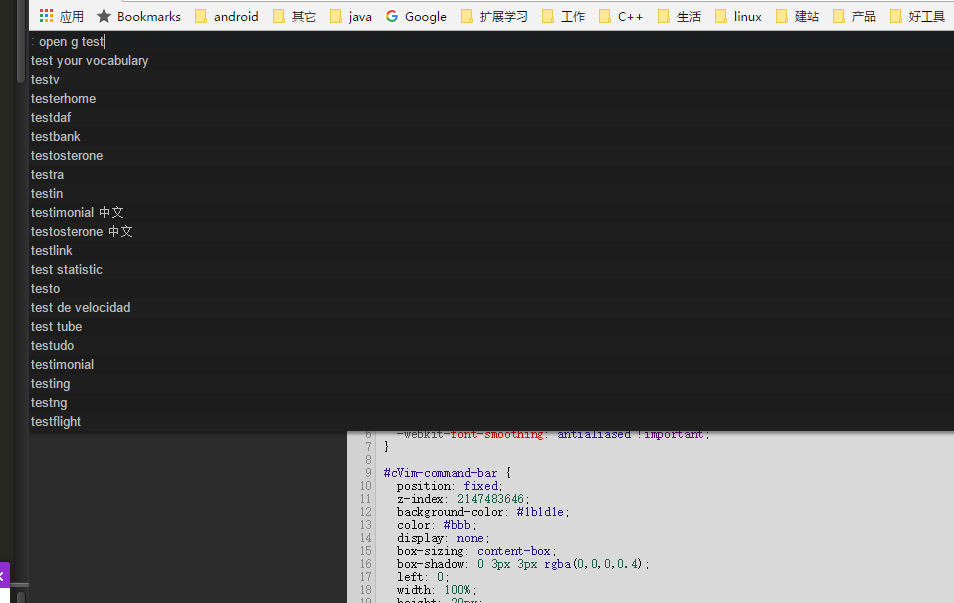 应用 Bookmarks android 其它 java Google 扩展学习 工作 C++ 生活 linux 建站 产品 好工具
: open g test
test your vocabulary
testv
testerhome
testdaf
testbank
testosterone
testra
testin
testimonial 中文
testosterone 中文
testlink
test statistic
testo
test de velocidad
test tube
testudo
testimonial
testing
testng
testflight
6 -webkit-font-smoothing: antialiased !important;
7 }
8
9 #cVim-command-bar {
10 position: fixed;
11 z-index: 2147483646;
12 background-color: #1b1d1e;
13 color: #bbb;
14 display: none;
15 box-sizing: content-box;
16 box-shadow: 0 3px 3px rgba(0,0,0,0.4);
17 left: 0;
18 width: 100%;
19 height: 20px;